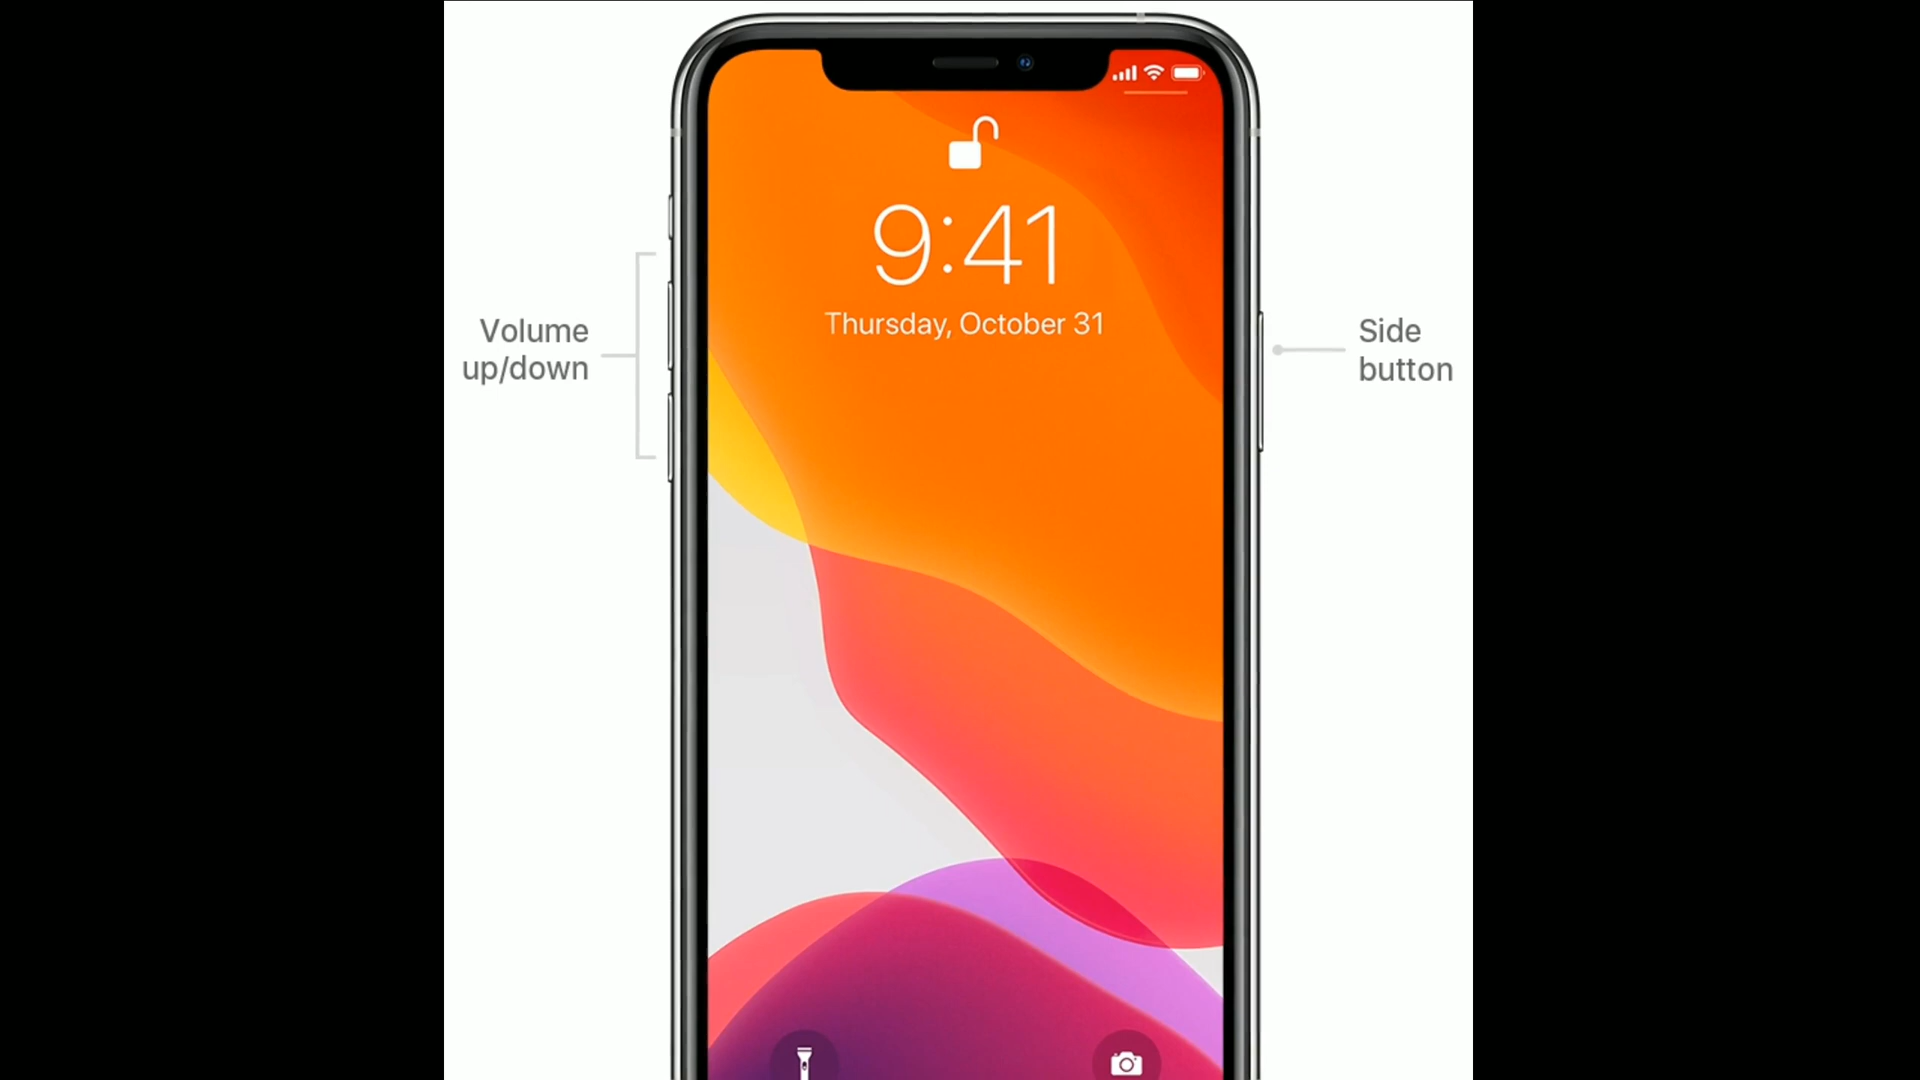 9:41
Thursday, October 31
Volume
up/down
Side
button